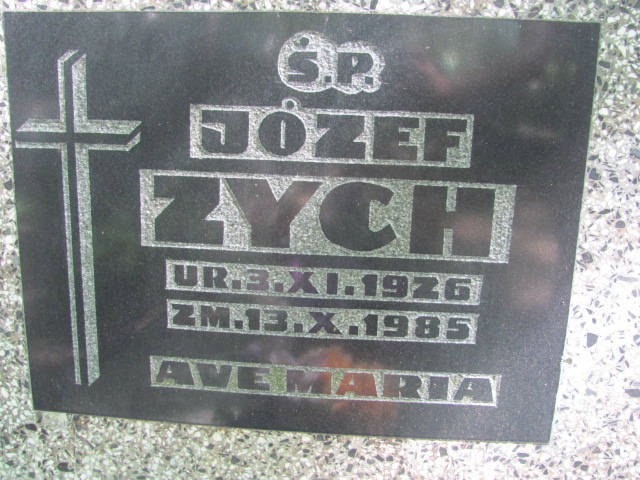 Ś.P.
JÓZEF
ZYCH
UR.3.XI.1926
ZM.13.X.1985
AVE MARIA